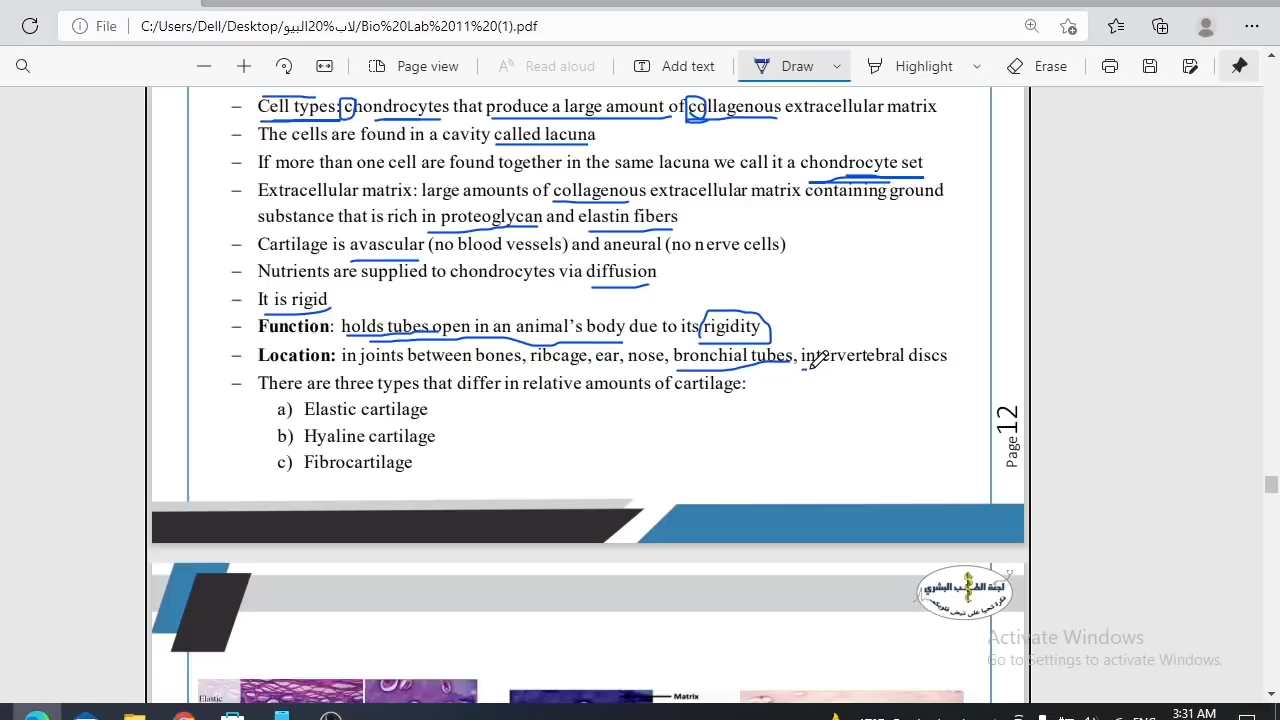 File
C:/Users/Dell/Desktop/لاب%20البيو/Bio%20Lab%2011%20(1).pdf
Page view
Read aloud
Add text
Draw
Highlight
Erase
– Cell types: chondrocytes that produce a large amount of collagenous extracellular matrix
– The cells are found in a cavity called lacuna
– If more than one cell are found together in the same lacuna we call it a chondrocyte set
– Extracellular matrix: large amounts of collagenous extracellular matrix containing ground
substance that is rich in proteoglycan and elastin fibers
– Cartilage is avascular (no blood vessels) and aneural (no nerve cells)
– Nutrients are supplied to chondrocytes via diffusion
– It is rigid
– Function: holds tubes open in an animal's body due to its rigidity
– Location: in joints between bones, ribcage, ear, nose, bronchial tubes, intervertebral discs
– There are three types that differ in relative amounts of cartilage:
a) Elastic cartilage
b) Hyaline cartilage
c) Fibrocartilage
Page 12
لجنة الطب البشري
Activate Windows
Go to Settings to activate Windows.
Elastic
Matrix
ENG
3:31 AM